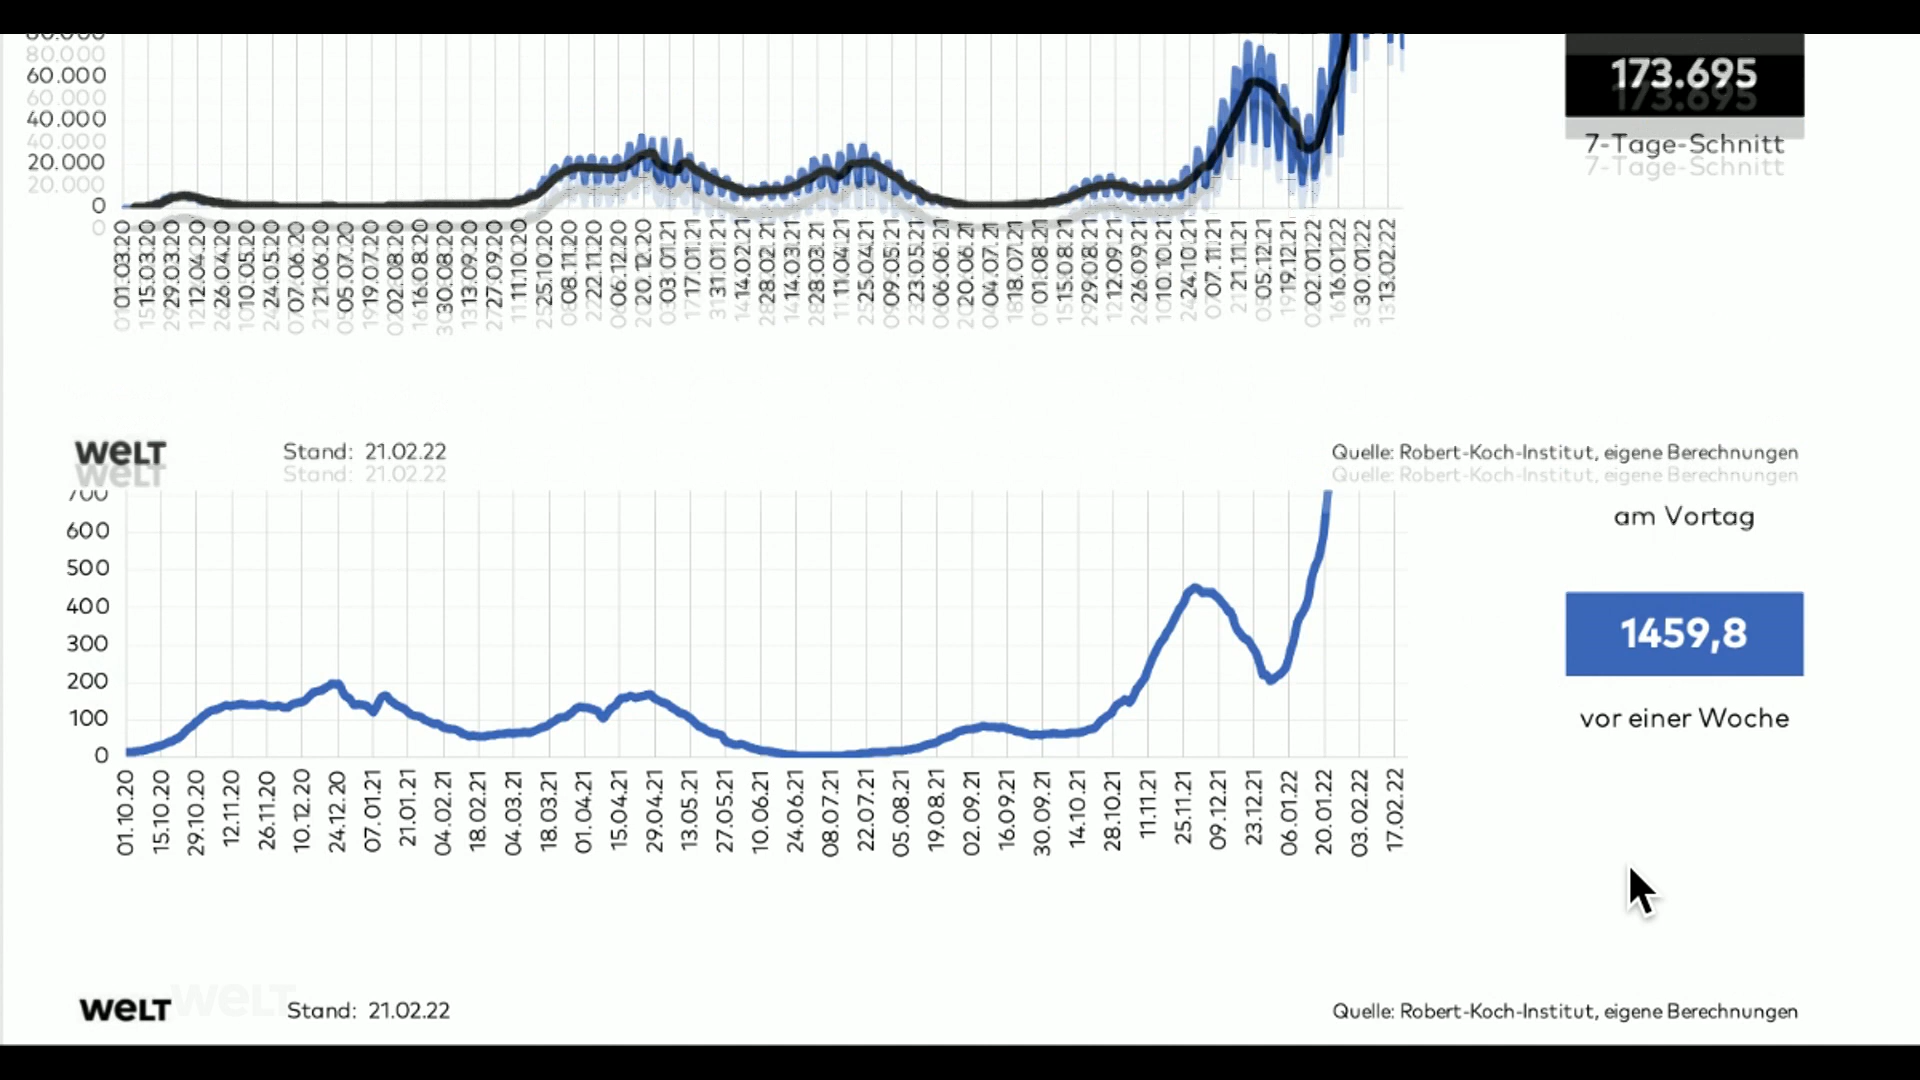 80.000
60.000
40.000
20.000
0
173.695
7-Tage-Schnitt
01.03.20 15.03.20 29.03.20 12.04.20 26.04.20 10.05.20 24.05.20 07.06.20 21.06.20 05.07.20 19.07.20 02.08.20 16.08.20 30.08.20 13.09.20 27.09.20 11.10.20 25.10.20 08.11.20 22.11.20 06.12.20 20.12.20 03.01.21 17.01.21 31.01.21 14.02.21 28.02.21 14.03.21 28.03.21 11.04.21 25.04.21 09.05.21 23.05.21 06.06.21 20.06.21 04.07.21 18.07.21 01.08.21 15.08.21 29.08.21 12.09.21 26.09.21 10.10.21 24.10.21 07.11.21 21.11.21 05.12.21 19.12.21 02.01.22 16.01.22 30.01.22 13.02.22
WELT
Stand: 21.02.22
Quelle: Robert-Koch-Institut, eigene Berechnungen
700
600
500
400
300
200
100
0
am Vortag
1459,8
vor einer Woche
01.10.20 15.10.20 29.10.20 12.11.20 26.11.20 10.12.20 24.12.20 07.01.21 21.01.21 04.02.21 18.02.21 04.03.21 18.03.21 01.04.21 15.04.21 29.04.21 13.05.21 27.05.21 10.06.21 24.06.21 08.07.21 22.07.21 05.08.21 19.08.21 02.09.21 16.09.21 30.09.21 14.10.21 28.10.21 11.11.21 25.11.21 09.12.21 23.12.21 06.01.22 20.01.22 03.02.22 17.02.22
WELT
Stand: 21.02.22
Quelle: Robert-Koch-Institut, eigene Berechnungen